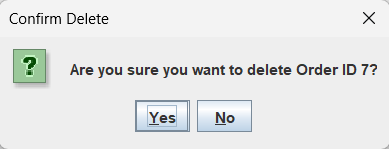 Confirm Delete
Are you sure you want to delete Order ID 7?
Yes No